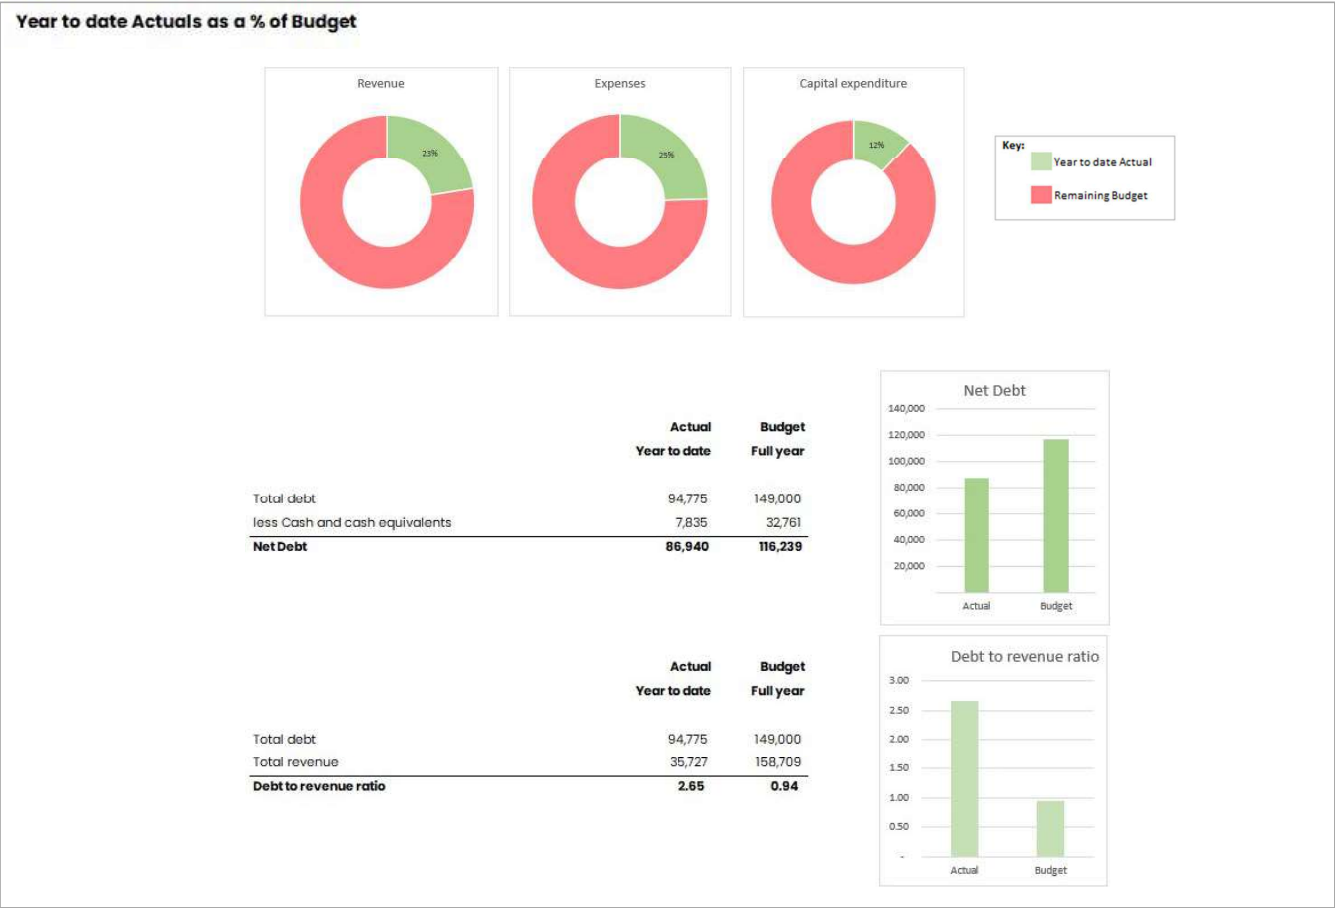 Year to date Actuals as a % of Budget
Revenue
23%
Expenses
25%
Capital expenditure
12%
Key:
Year to date Actual
Remaining Budget
Actual Budget
Year to date Full year
Total debt 94,775 149,000
less Cash and cash equivalents 7,835 32,761
Net Debt 86,940 116,239
Net Debt
140,000
120,000
100,000
80,000
60,000
40,000
20,000
Actual Budget
Actual Budget
Year to date Full year
Total debt 94,775 149,000
Total revenue 35,727 158,709
Debt to revenue ratio 2.65 0.94
Debt to revenue ratio
3.00
2.50
2.00
1.50
1.00
0.50
-
Actual Budget